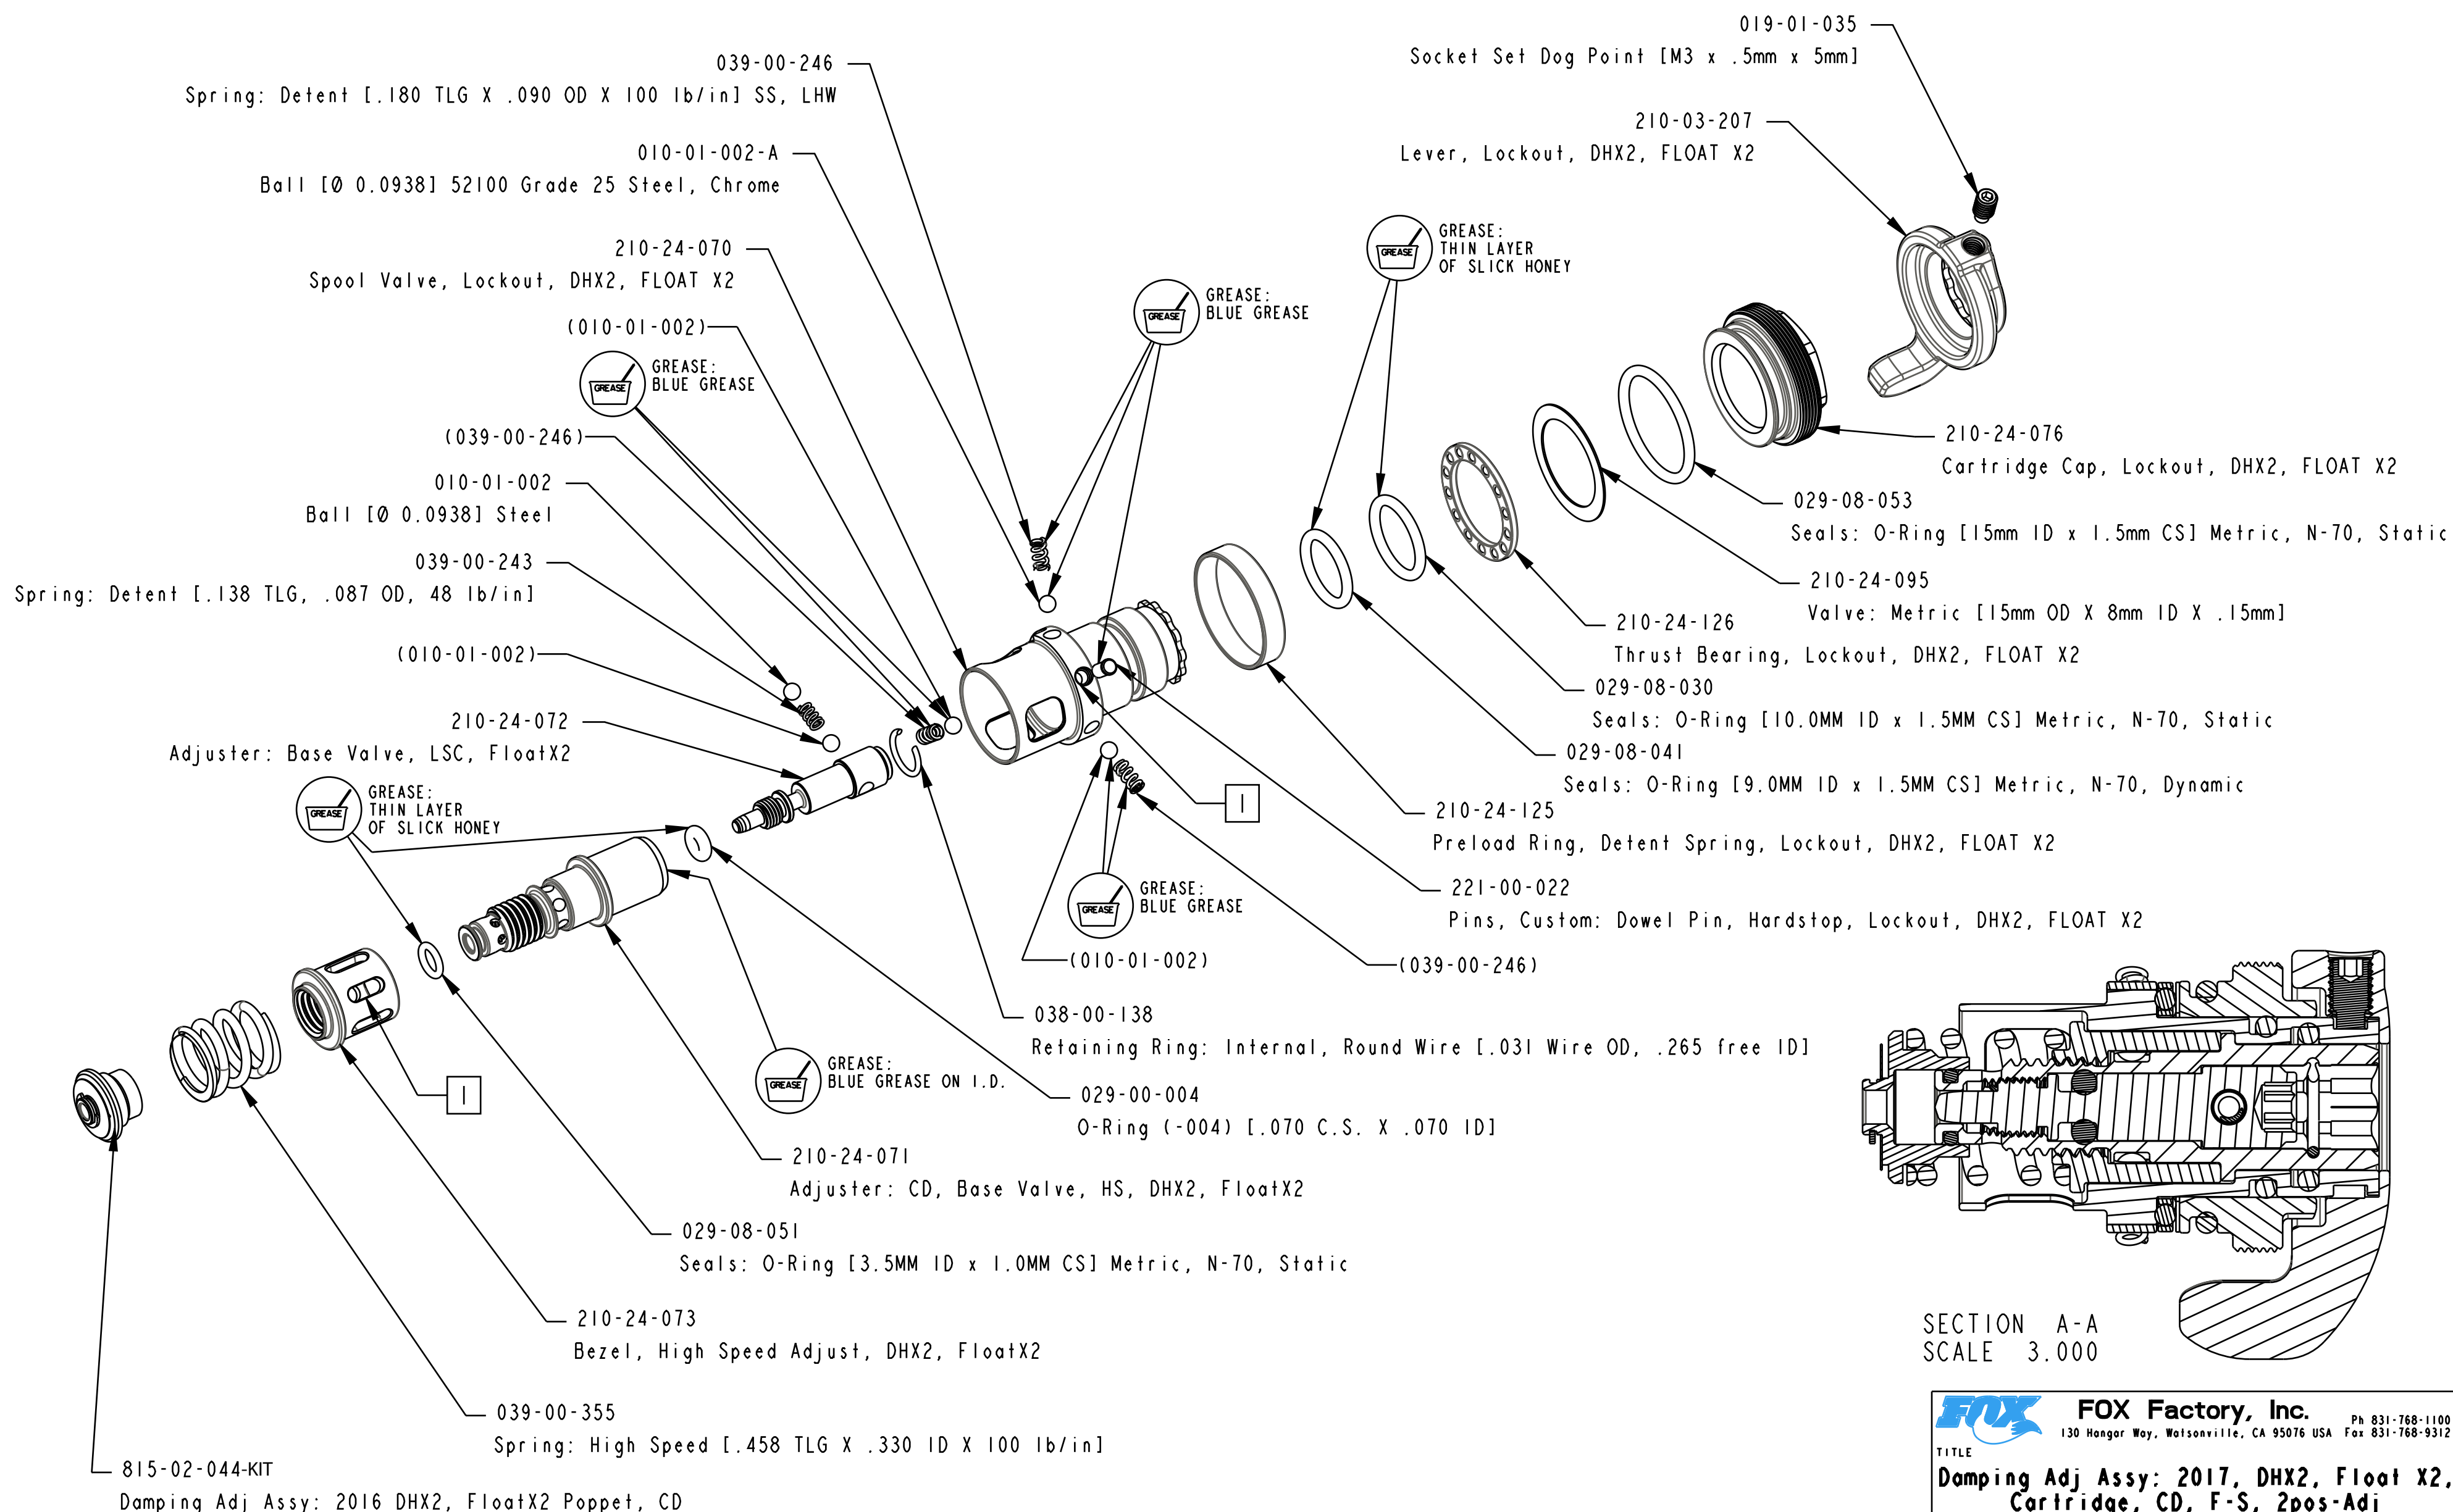 019-01-035
Socket Set Dog Point [M3 x .5mm x 5mm]
039-00-246
Spring: Detent [.180 TLG X .090 OD X 100 lb/in] SS, LHW
210-03-207
Lever, Lockout, DHX2, FLOAT X2
010-01-002-A
Ball [Ø 0.0938] 52100 Grade 25 Steel, Chrome
210-24-070
Spool Valve, Lockout, DHX2, FLOAT X2
GREASE
GREASE:
THIN LAYER
OF SLICK HONEY
GREASE
GREASE:
BLUE GREASE
(010-01-002)
GREASE
GREASE:
BLUE GREASE
(039-00-246)
210-24-076
Cartridge Cap, Lockout, DHX2, FLOAT X2
010-01-002
Ball [Ø 0.0938] Steel
029-08-053
Seals: O-Ring [15mm ID x 1.5mm CS] Metric, N-70, Static
039-00-243
Spring: Detent [.138 TLG, .087 OD, 48 lb/in]
210-24-095
Valve: Metric [15mm OD X 8mm ID X .15mm]
210-24-126
Thrust Bearing, Lockout, DHX2, FLOAT X2
(010-01-002)
029-08-030
Seals: O-Ring [10.0MM ID x 1.5MM CS] Metric, N-70, Static
210-24-072
Adjuster: Base Valve, LSC, FloatX2
029-08-041
Seals: O-Ring [9.0MM ID x 1.5MM CS] Metric, N-70, Dynamic
GREASE
GREASE:
THIN LAYER
OF SLICK HONEY
1
210-24-125
Preload Ring, Detent Spring, Lockout, DHX2, FLOAT X2
221-00-022
Pins, Custom: Dowel Pin, Hardstop, Lockout, DHX2, FLOAT X2
GREASE
GREASE:
BLUE GREASE
(010-01-002)
(039-00-246)
038-00-138
Retaining Ring: Internal, Round Wire [.031 Wire OD, .265 free ID]
GREASE
GREASE:
BLUE GREASE ON I.D.
1
029-00-004
O-Ring (-004) [.070 C.S. X .070 ID]
210-24-071
Adjuster: CD, Base Valve, HS, DHX2, FloatX2
029-08-051
Seals: O-Ring [3.5MM ID x 1.0MM CS] Metric, N-70, Static
210-24-073
Bezel, High Speed Adjust, DHX2, FloatX2
039-00-355
Spring: High Speed [.458 TLG X .330 ID X 100 lb/in]
815-02-044-KIT
Damping Adj Assy: 2016 DHX2, FloatX2 Poppet, CD
SECTION A-A
SCALE 3.000
FOX
FOX Factory, Inc.
130 Hangar Way, Watsonville, CA 95076 USA
Ph 831-768-1100
Fax 831-768-9312
TITLE
Damping Adj Assy: 2017, DHX2, Float X2,
Cartridge, CD, F-S, 2pos-Adj